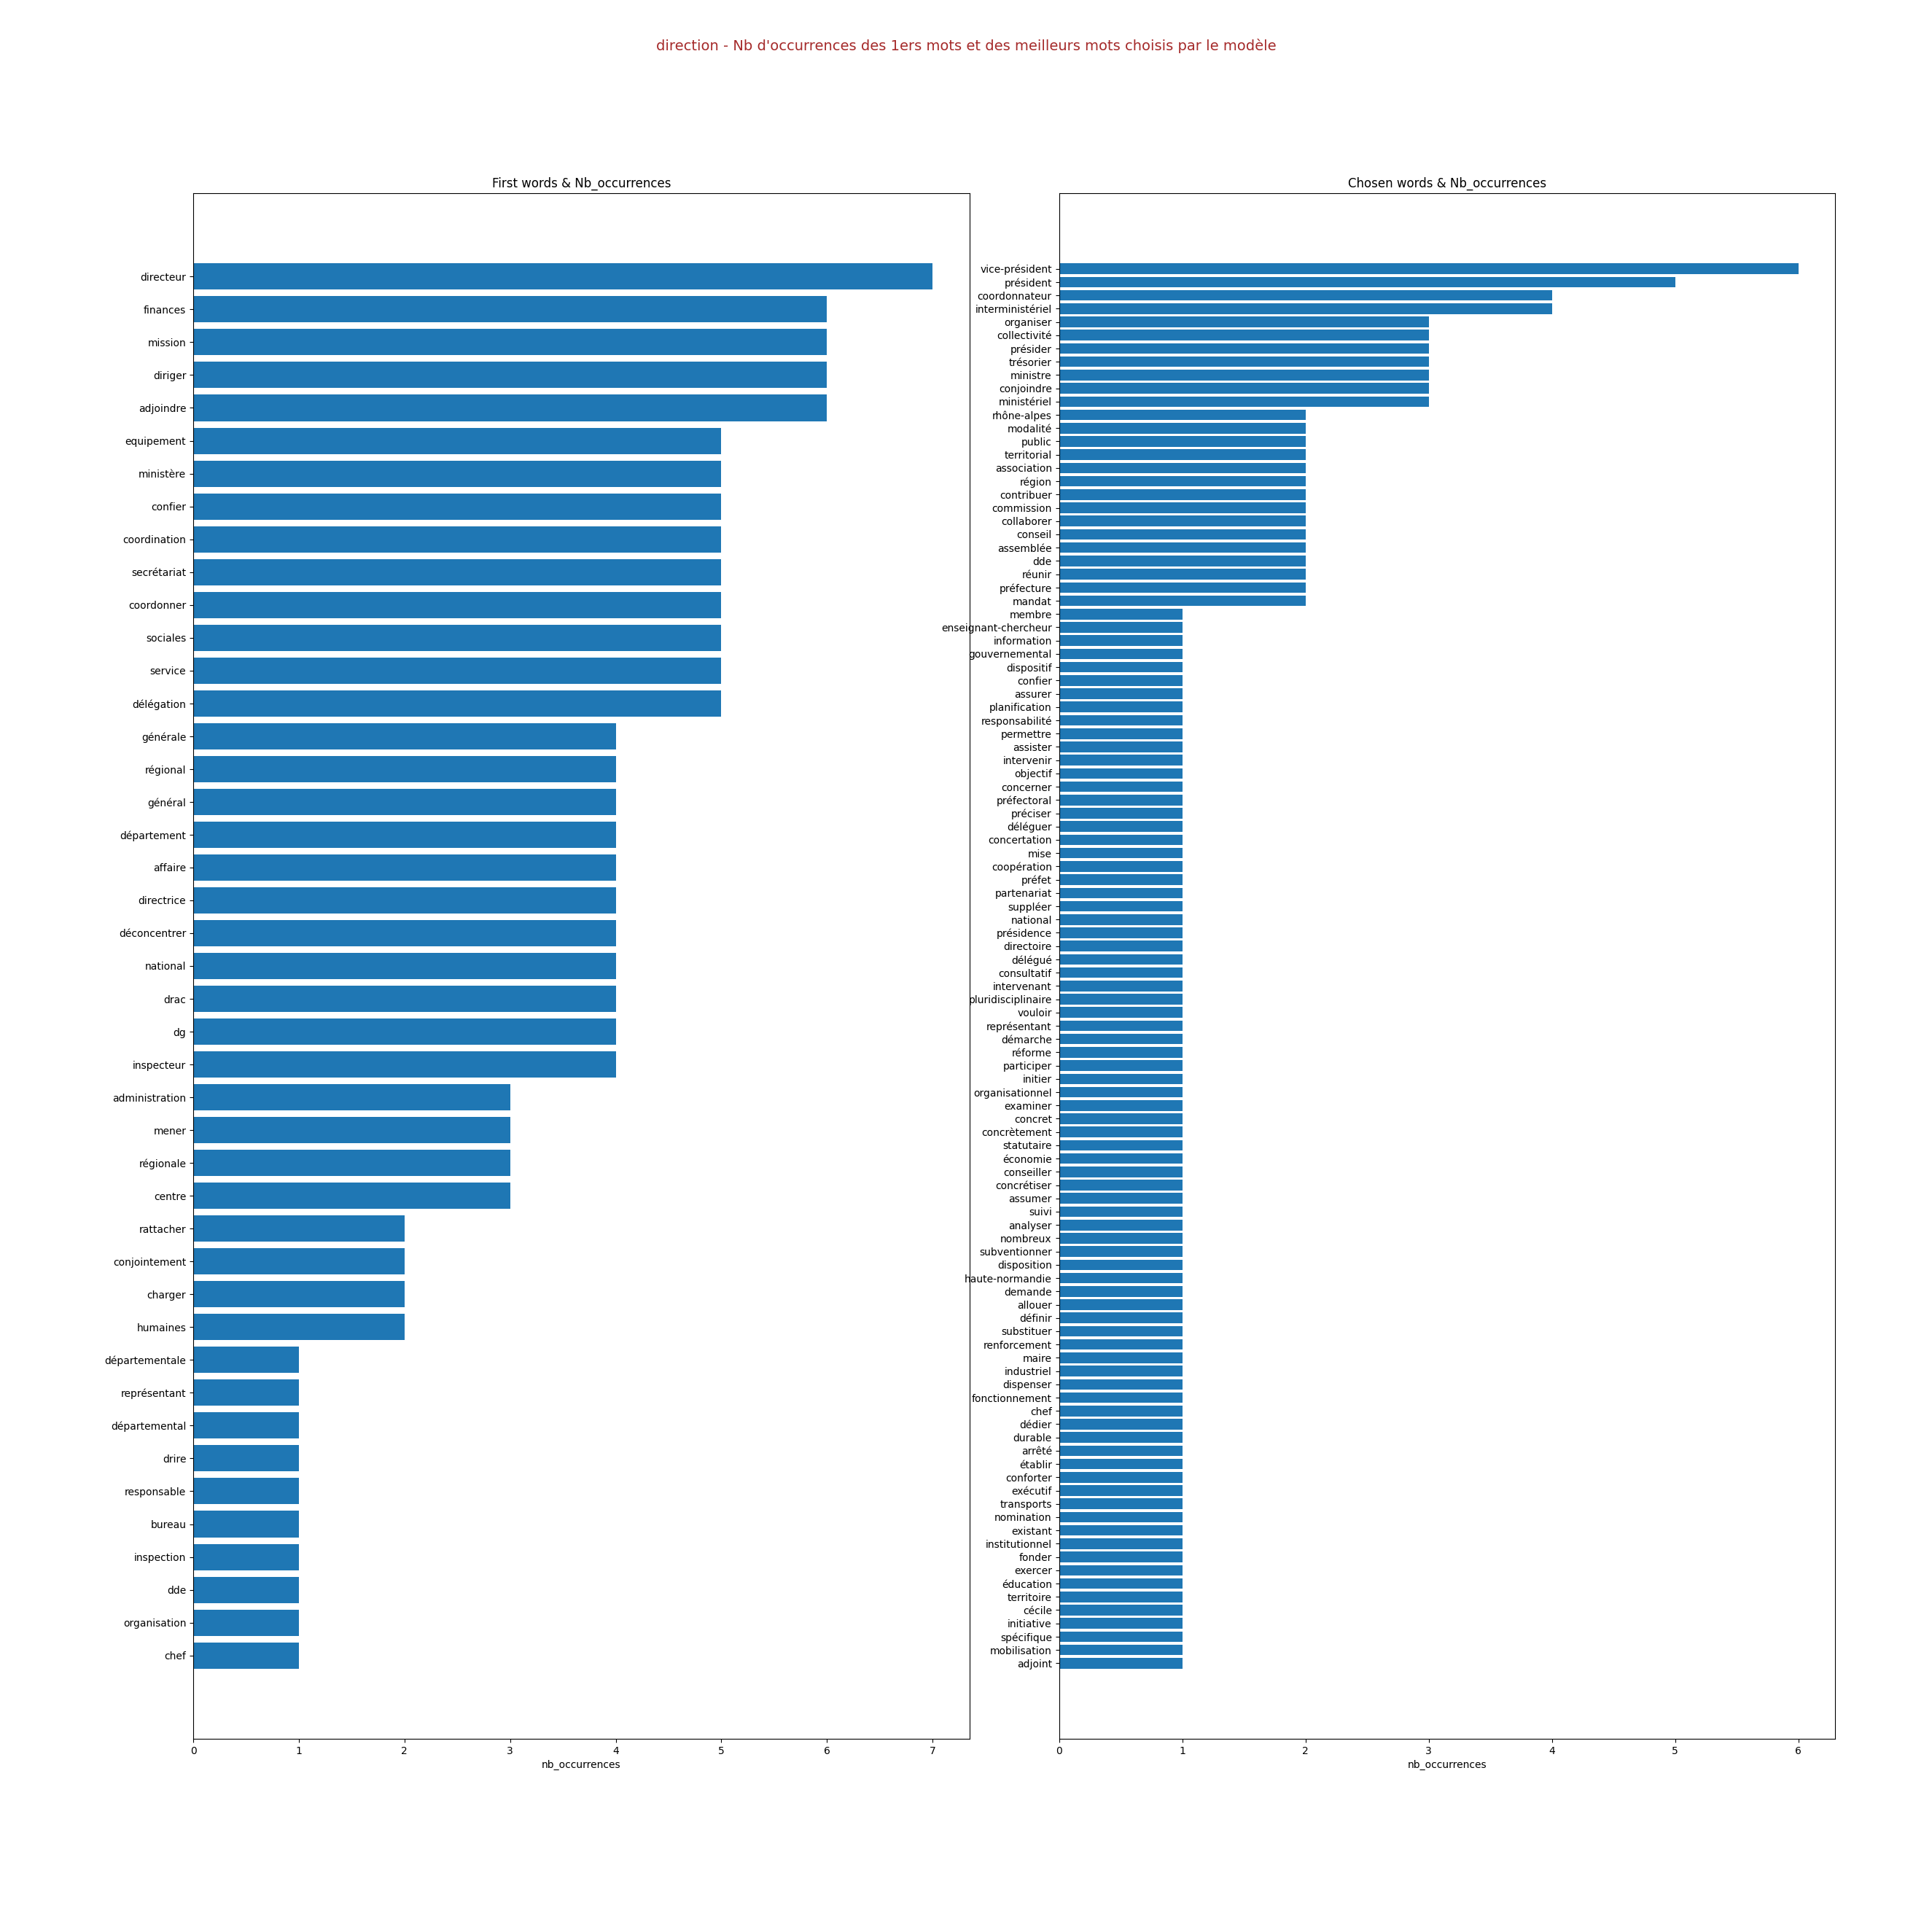 direction - Nb d'occurrences des 1ers mots et des meilleurs mots choisis par le modèle
First words & Nb_occurrences
directeur
finances
mission
diriger
adjoindre
equipement
ministère
confier
coordination
secrétariat
coordonner
sociales
service
délégation
générale
régional
général
département
affaire
directrice
déconcentrer
national
drac
dg
inspecteur
administration
mener
régionale
centre
rattacher
conjointement
charger
humaines
départementale
représentant
départemental
drire
responsable
bureau
inspection
dde
organisation
chef
0 1 2 3 4 5 6 7
nb_occurrences
Chosen words & Nb_occurrences
vice-président
président
coordonnateur
interministériel
organiser
collectivité
présider
trésorier
ministre
conjoindre
ministériel
rhône-alpes
modalité
public
territorial
association
région
contribuer
commission
collaborer
conseil
assemblée
dde
réunir
préfecture
mandat
membre
enseignant-chercheur
information
gouvernemental
dispositif
confier
assurer
planification
responsabilité
permettre
assister
intervenir
objectif
concerner
préfectoral
préciser
déléguer
concertation
mise
coopération
préfet
partenariat
suppléer
national
présidence
directoire
délégué
consultatif
intervenant
pluridisciplinaire
vouloir
représentant
démarche
réforme
participer
initier
organisationnel
examiner
concret
concrètement
statutaire
économie
conseiller
concrétiser
assumer
suivi
analyser
nombreux
subventionner
disposition
haute-normandie
demande
allouer
définir
substituer
renforcement
maire
industriel
dispenser
fonctionnement
chef
dédier
durable
arrêté
établir
conforter
exécutif
transports
nomination
existant
institutionnel
fonder
exercer
éducation
territoire
cécile
initiative
spécifique
mobilisation
adjoint
0 1 2 3 4 5 6
nb_occurrences